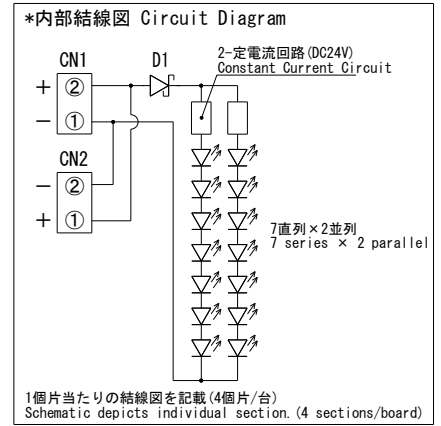 *内部結線図 Circuit Diagram
CN1
D1
2-定電流回路(DC24V)
Constant Current Circuit
+ ②
- ①
CN2
- ②
+ ①
7直列×2並列
7 series × 2 parallel
1個片当たりの結線図を記載(4個片/台)
Schematic depicts individual section.(4 sections/board)